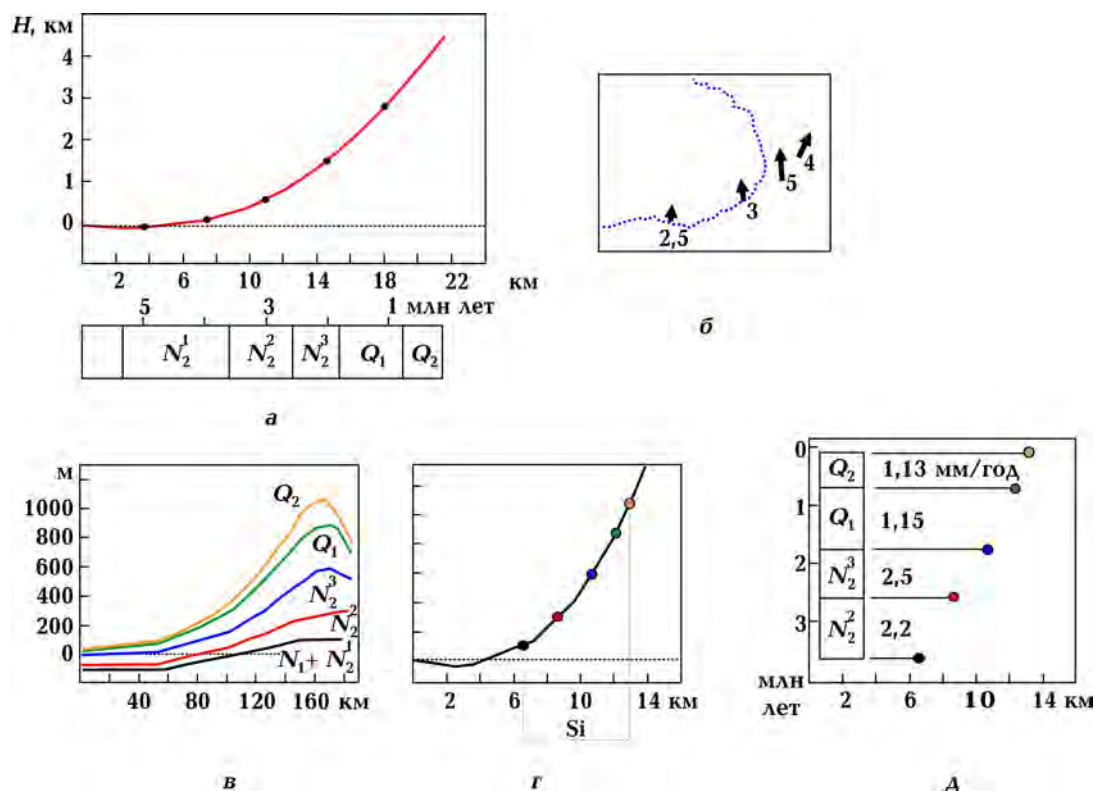 H, км
4
3
2
1
0
2 6 10 14 18 22 км
5 3 1 млн лет
N₂¹ N₂² N₂³ Q₁ Q₂
а
4
5
3
2,5
б
м
1000
800
600
400
200
0
Q₂
Q₁
N₂³
N₂²
N₁+ N₂¹
40 80 120 160 км
в
2 6 10 14 км
Si
г
0
1
2
3
млн
лет
Q₂ 1,13 мм/год
Q₁ 1,15
N₂³ 2,5
N₂² 2,2
2 6 10 14 км
д